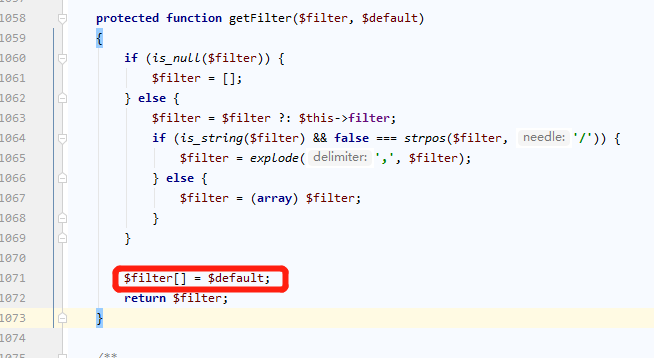 1057
1058 protected function getFilter($filter, $default)
1059 {
1060 if (is_null($filter)) {
1061 $filter = [];
1062 } else {
1063 $filter = $filter ?: $this->filter;
1064 if (is_string($filter) && false === strpos($filter, needle: '/')) {
1065 $filter = explode( delimiter: ',', $filter);
1066 } else {
1067 $filter = (array) $filter;
1068 }
1069 }
1070
1071 $filter[] = $default;
1072 return $filter;
1073 }
1074
1075 /**